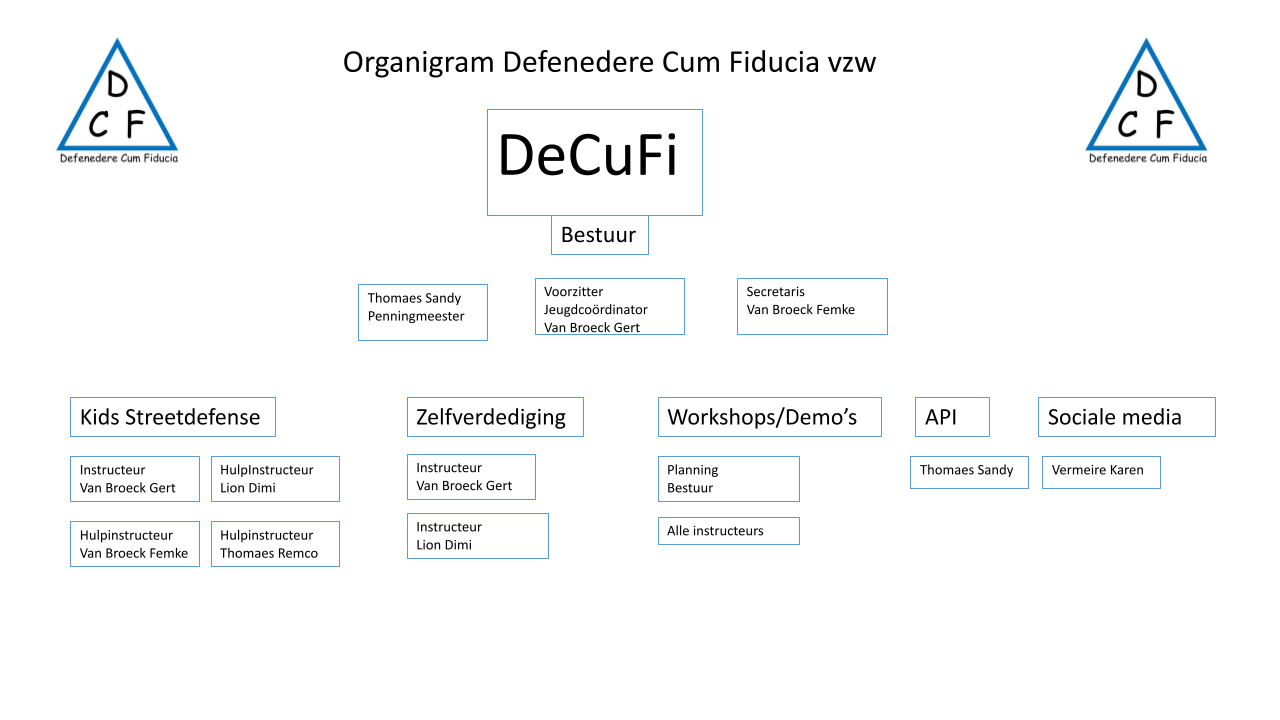 Organigram Defenedere Cum Fiducia vzw
D
C F
Defenedere Cum Fiducia
D
C F
Defenedere Cum Fiducia
DeCuFi
Bestuur
Thomaes Sandy
Penningmeester
Voorzitter
Jeugdcoördinator
Van Broeck Gert
Secretaris
Van Broeck Femke
Kids Streetdefense
Instructeur
Van Broeck Gert
HulpInstructeur
Lion Dimi
Hulpinstructeur
Van Broeck Femke
Hulpinstructeur
Thomaes Remco
Zelfverdediging
Instructeur
Van Broeck Gert
Instructeur
Lion Dimi
Workshops/Demo’s
Planning
Bestuur
Alle instructeurs
API
Thomaes Sandy
Sociale media
Vermeire Karen